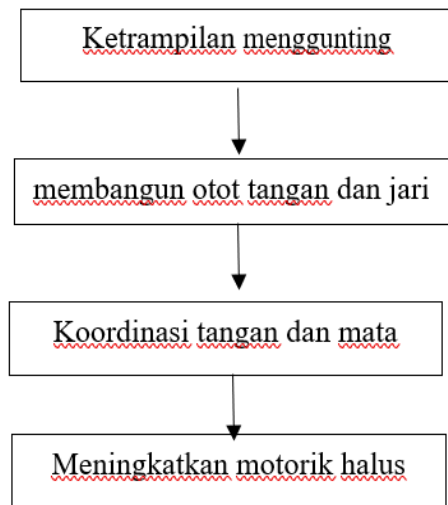 Ketrampilan menggunting
membangun otot tangan dan jari
Koordinasi tangan dan mata
Meningkatkan motorik halus